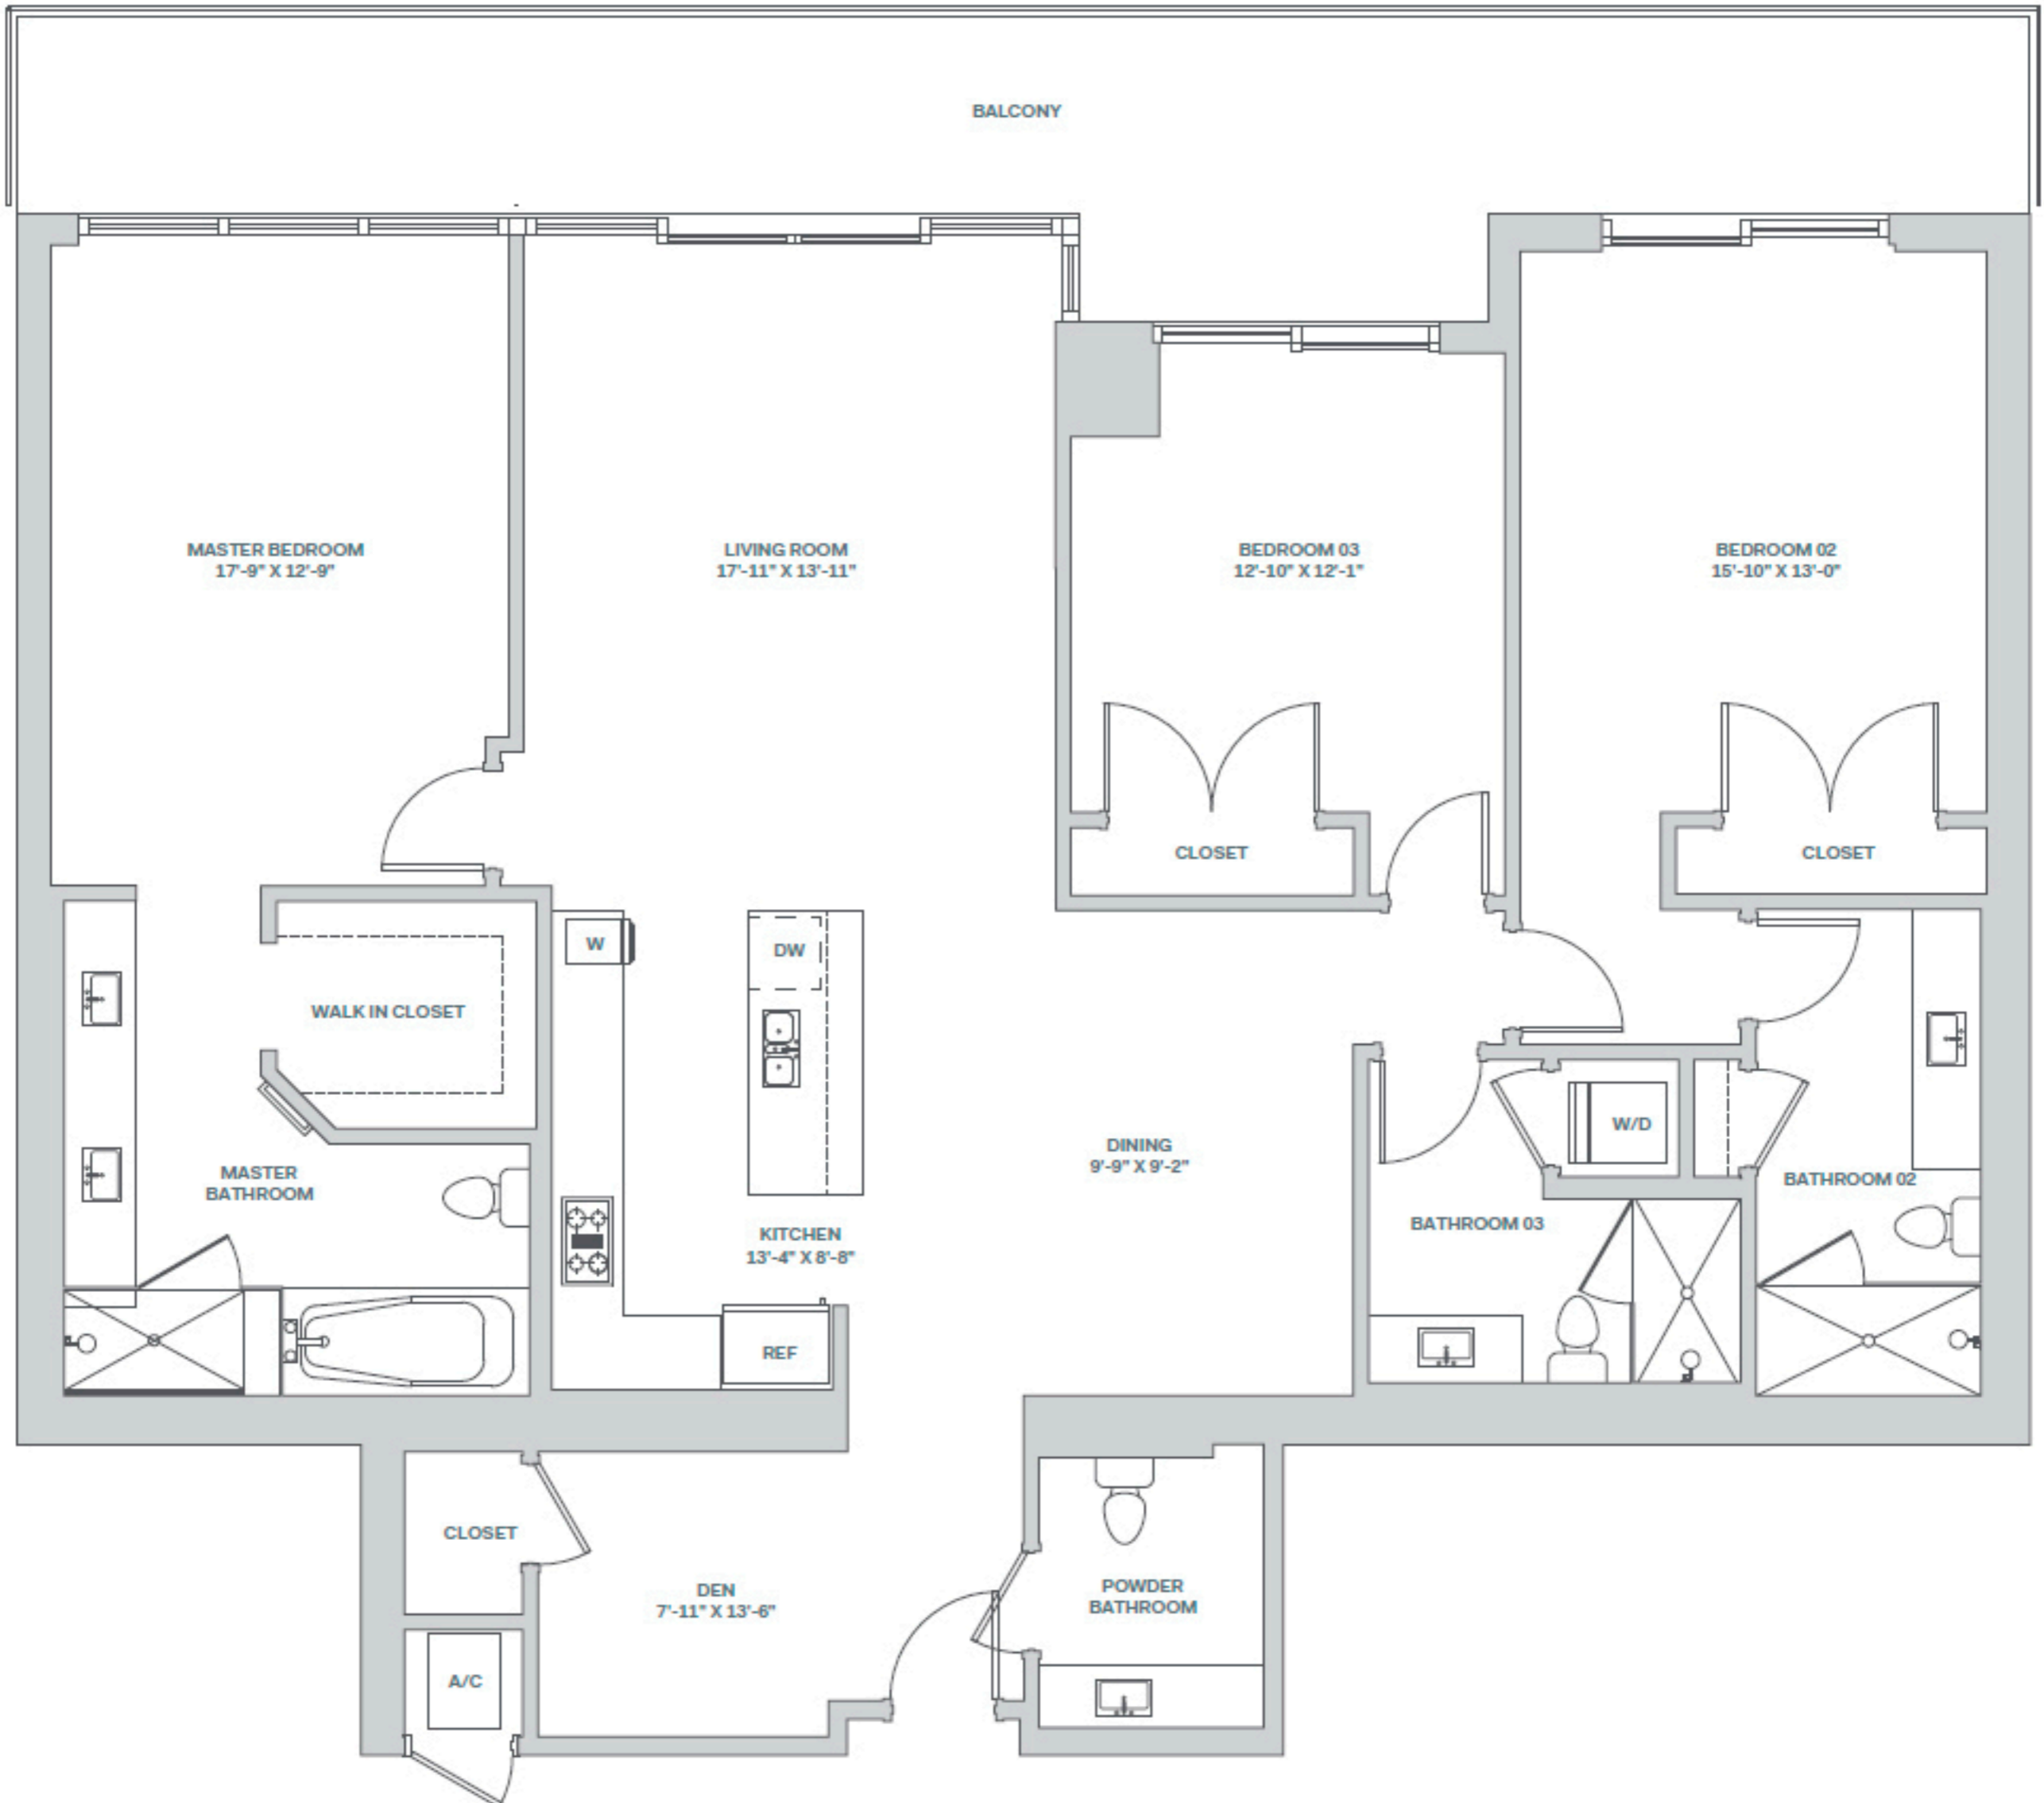 BALCONY
MASTER BEDROOM
17'-9" X 12'-9"
LIVING ROOM
17'-11" X 13'-11"
BEDROOM 03
12'-10" X 12'-1"
BEDROOM 02
15'-10" X 13'-0"
CLOSET
CLOSET
W
DW
WALK IN CLOSET
W/D
DINING
9'-9" X 9'-2"
MASTER
BATHROOM
BATHROOM 02
BATHROOM 03
KITCHEN
13'-4" X 8'-8"
REF
CLOSET
DEN
7'-11" X 13'-6"
POWDER
BATHROOM
A/C